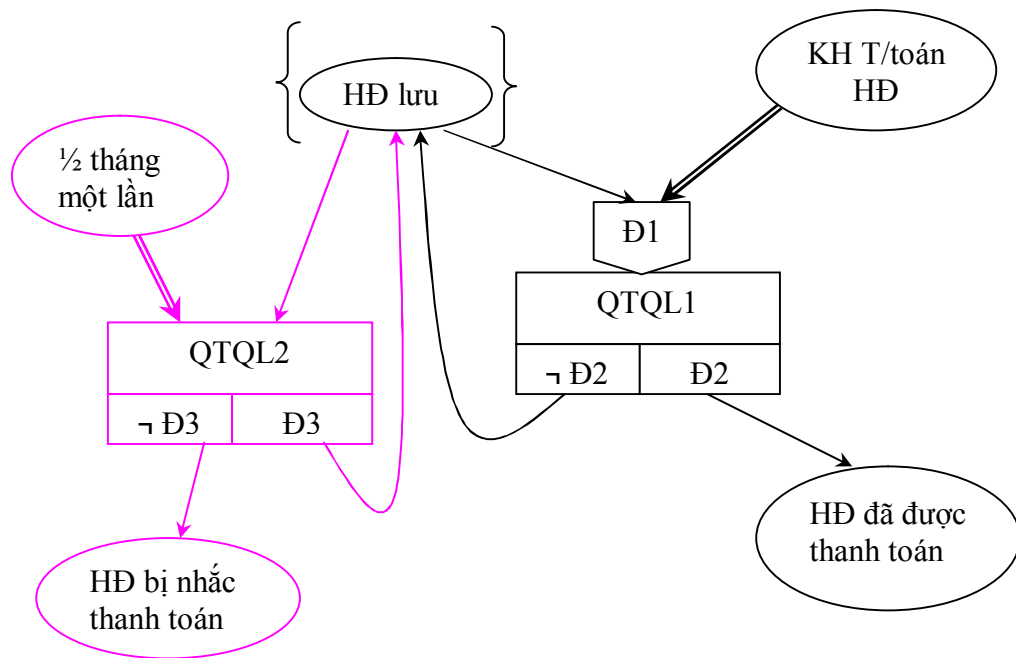 KH T/toán
HĐ
HĐ lưu
½ tháng
một lần
Đ1
QTQL1
¬ Đ2
Đ2
QTQL2
¬ Đ3
Đ3
HĐ đã được
thanh toán
HĐ bị nhắc
thanh toán